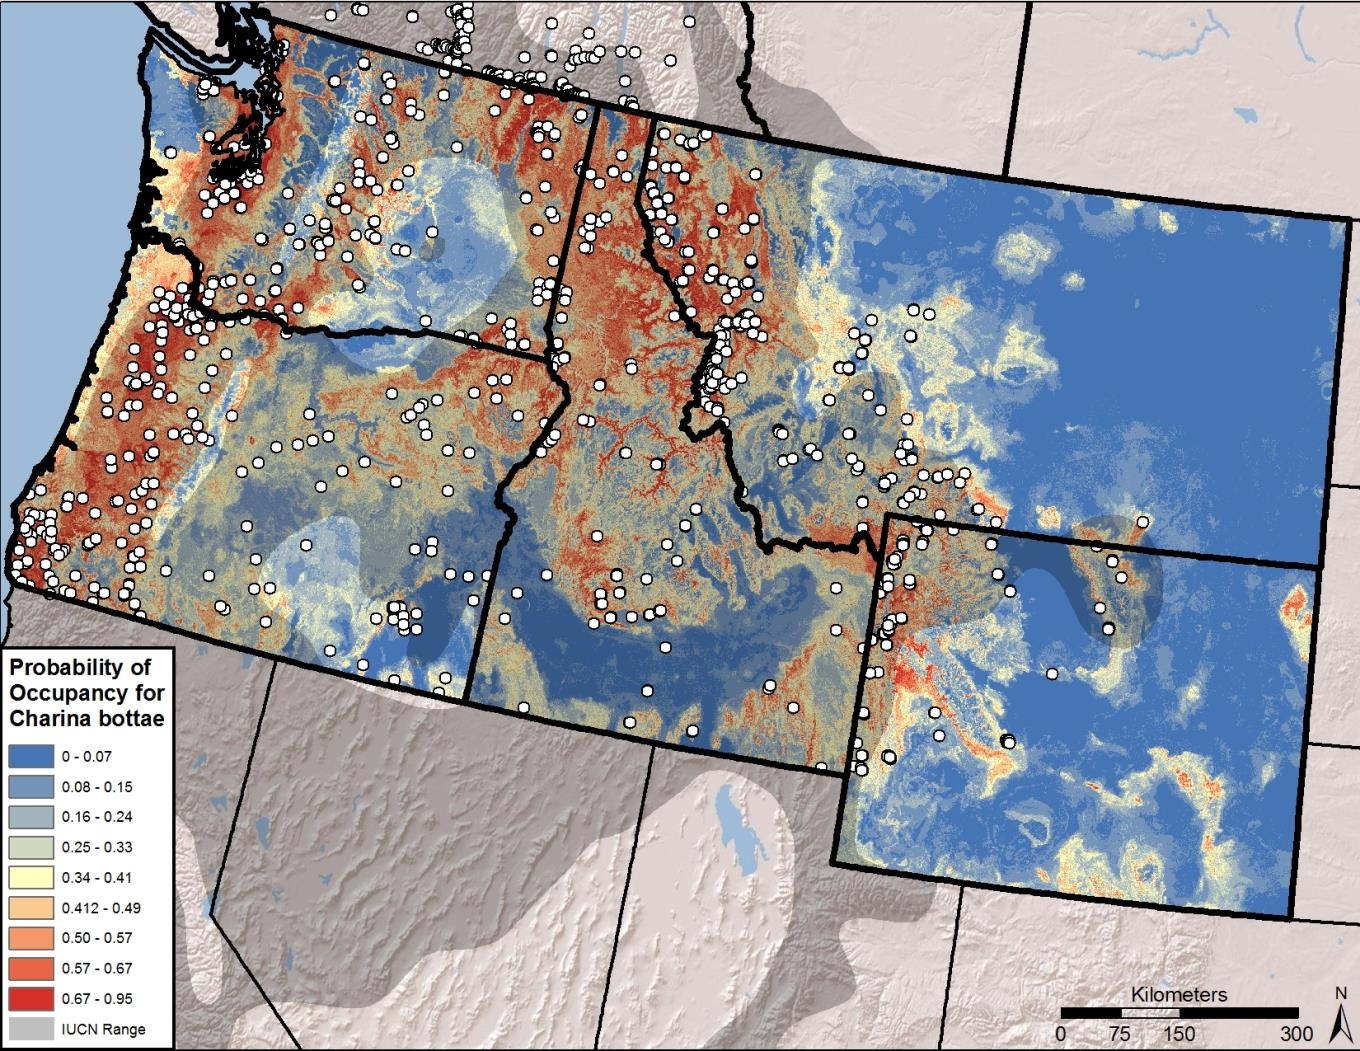 Probability of
Occupancy for
Charina bottae
0 - 0.07
0.08 - 0.15
0.16 - 0.24
0.25 - 0.33
0.34 - 0.41
0.412 - 0.49
0.50 - 0.57
0.57 - 0.67
0.67 - 0.95
IUCN Range
Kilometers
0 75 150 300
N